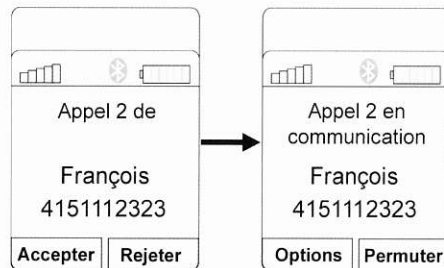 Appel 2 de
François
4151112323
Accepter Rejeter
Appel 2 en
communication
François
4151112323
Options Permuter